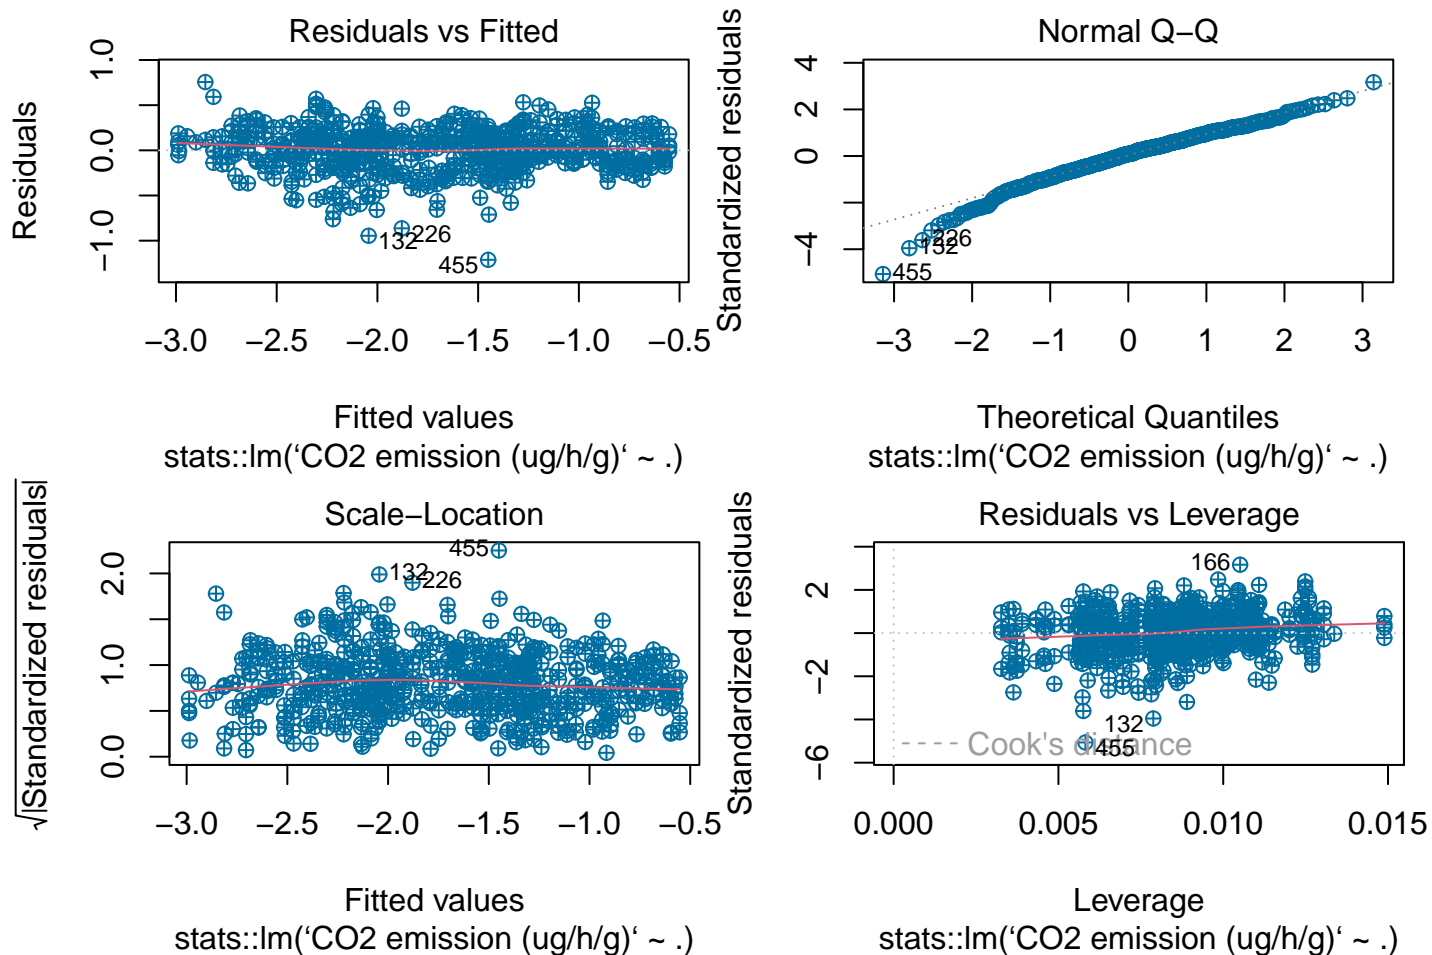 Residuals vs Fitted
Residuals
1.0
0.0
−1.0
132
226
455
−3.0 −2.5 −2.0 −1.5 −1.0 −0.5
Fitted values
stats::lm(‘CO2 emission (ug/h/g)‘ ~ .)
Normal Q−Q
Standardized residuals
4
2
0
−4
226
132
455
−3 −2 −1 0 1 2 3
Theoretical Quantiles
stats::lm(‘CO2 emission (ug/h/g)‘ ~ .)
Scale−Location
√|Standardized residuals|
2.0
1.0
0.0
455
132
226
−3.0 −2.5 −2.0 −1.5 −1.0 −0.5
Fitted values
stats::lm(‘CO2 emission (ug/h/g)‘ ~ .)
Residuals vs Leverage
Standardized residuals
2
−2
−6
166
132
Cook's distance
455
0.000 0.005 0.010 0.015
Leverage
stats::lm(‘CO2 emission (ug/h/g)‘ ~ .)